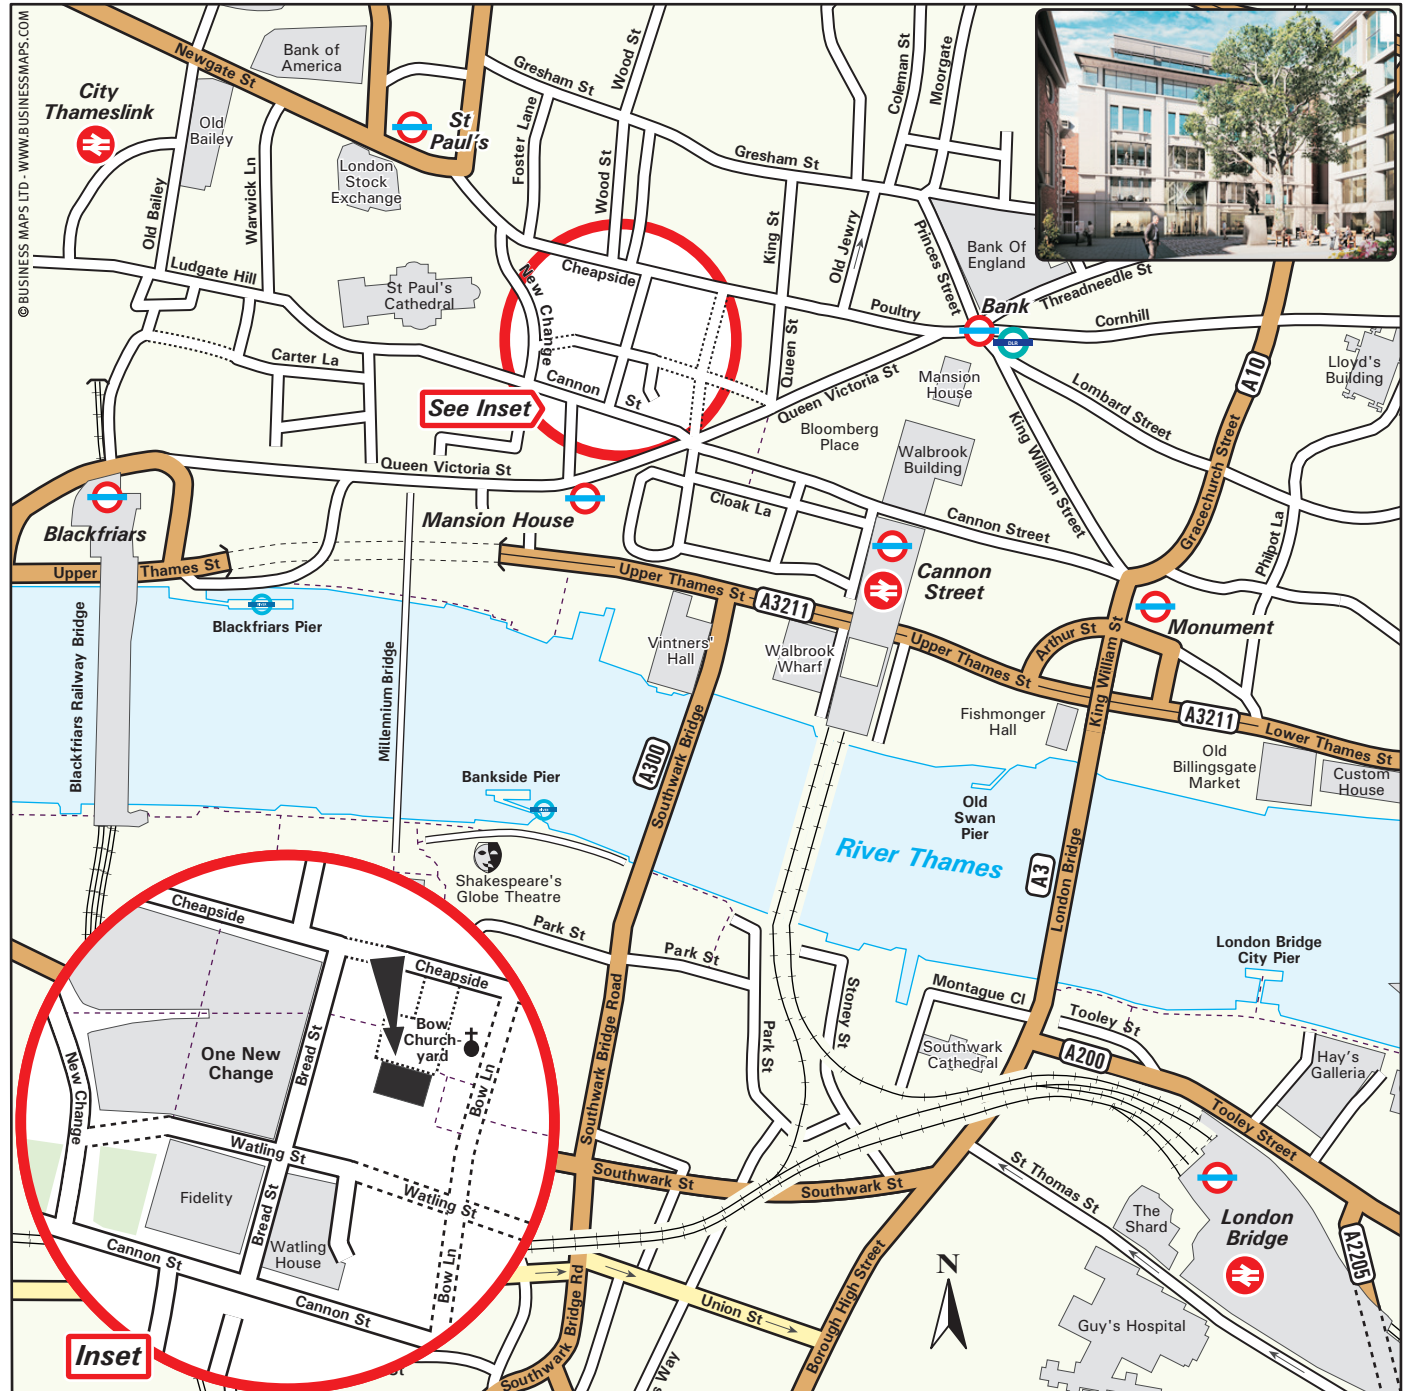 © BUSINESS MAPS LTD - WWW.BUSINESSMAPS.COM
Newgate St
Bank of
America
City
Thameslink
Old
Bailey
St
Paul's
London
Stock
Exchange
Old Bailey
Warwick Ln
Foster Lane
Gresham St
Wood St
Wood St
Gresham St
Coleman St
Moorgate
King St
Old Jewry
Princes Street
Bank Of
England
Threadneedle St
Ludgate Hill
St Paul's
Cathedral
New Change
Cheapside
Poultry
Bank
DLR
Cornhill
Carter La
Cannon
St
Queen St
Queen Victoria St
Mansion
House
Lombard Street
A10
Lloyd's
Building
See Inset
Bloomberg
Place
Walbrook
Building
King William Street
Gracechurch Street
Queen Victoria St
Cloak La
Cannon Street
Philpot La
Blackfriars
Mansion House
Cannon
Street
Upper
Thames St
Upper Thames St
A3211
Upper Thames St
Arthur St
Monument
Blackfriars Pier
Vintners'
Hall
Walbrook
Wharf
King William St
A3211
Lower Thames St
Blackfriars Railway Bridge
Millennium Bridge
Fishmonger
Hall
Old
Billingsgate
Market
Custom
House
A300
Southwark Bridge
Bankside Pier
Old
Swan
Pier
River Thames
A3
London Bridge
Shakespeare's
Globe Theatre
Park St
Park St
London Bridge
City Pier
Montague Cl
Tooley St
Storey St
Park St
Southwark
Cathedral
A200
Hay's
Galleria
Tooley Street
Southwark Bridge Road
Southwark St
Southwark St
St Thomas St
The
Shard
London
Bridge
A2205
N
Union St
Southwark Bridge Rd
Borough High Street
Guy's Hospital
s Way
Cheapside
Cheapside
Bow
Church-
yard
One New
Change
Bread St
New Change
Bow Ln
Watling St
Watling St
Fidelity
Bread St
Watling
House
Cannon St
Cannon St
Bow Ln
Inset